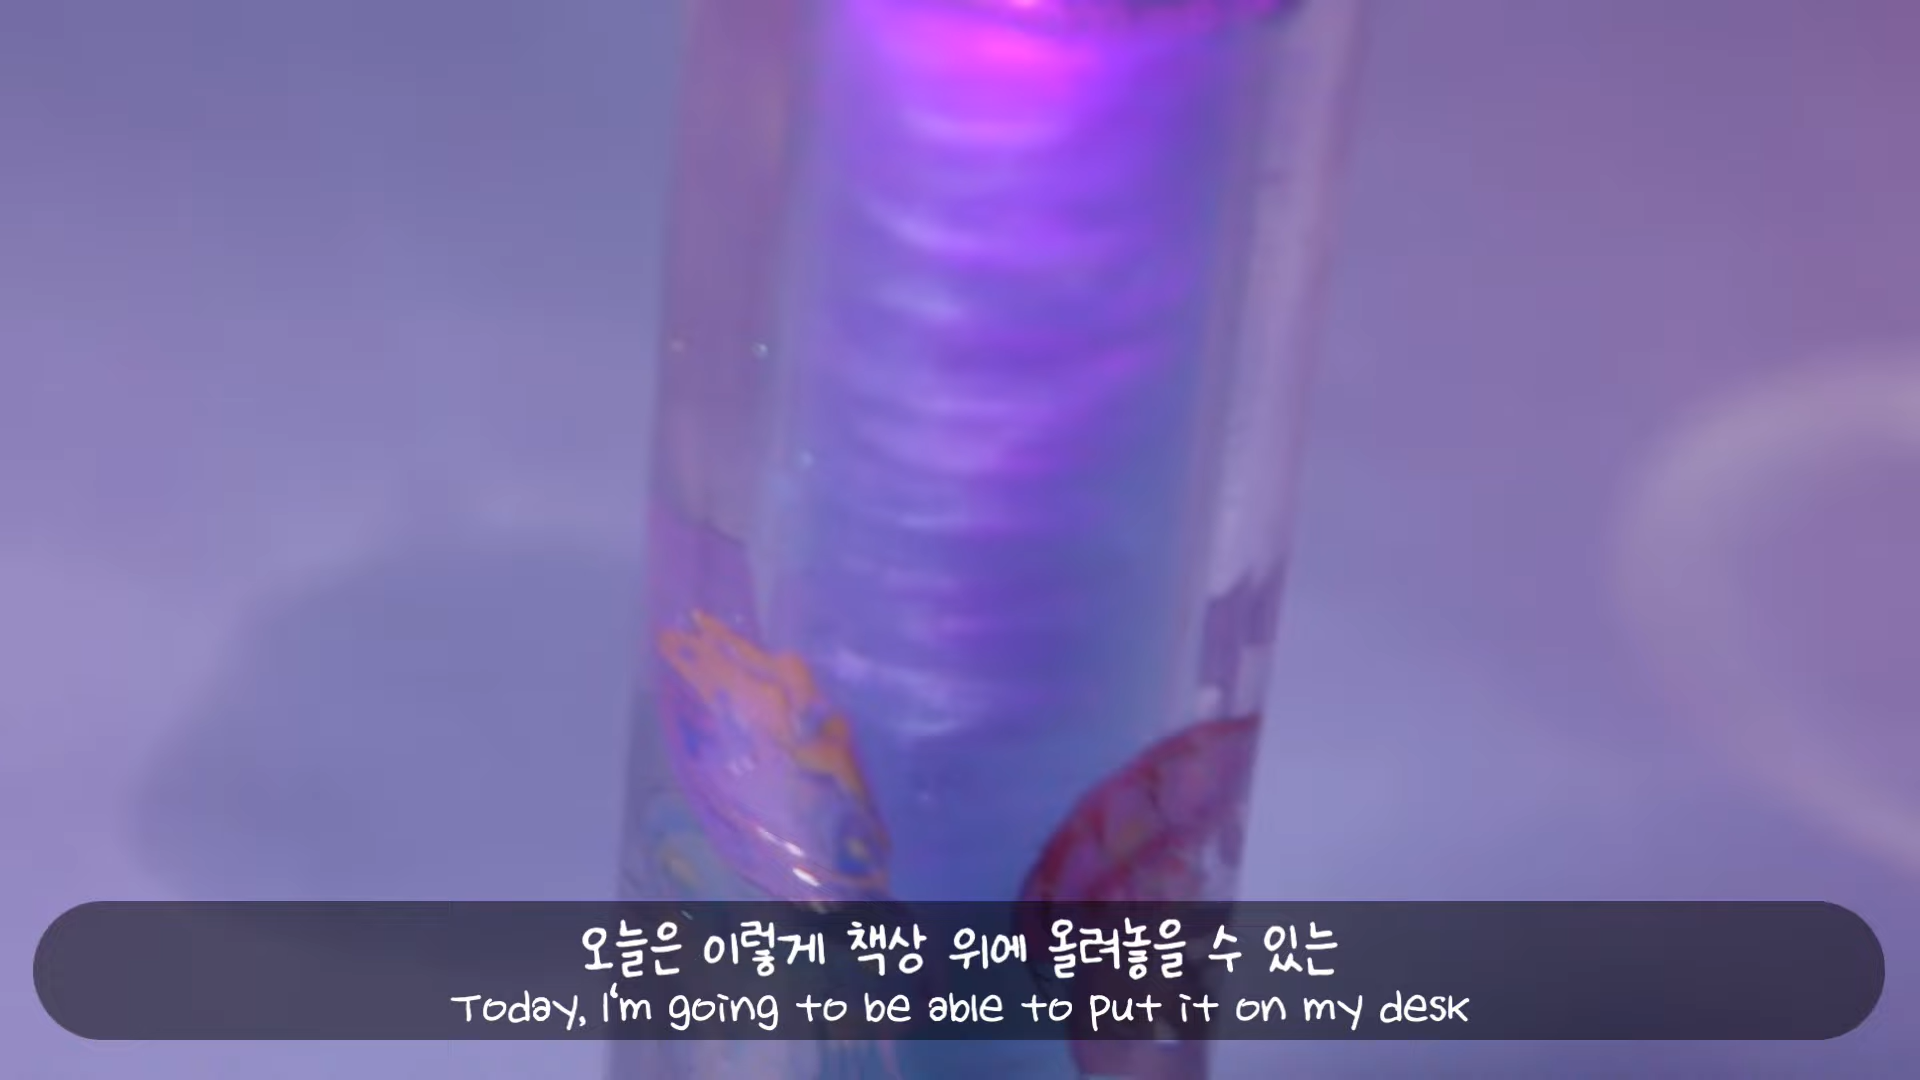 오늘은 이렇게 책상 위에 올려놓을 수 있는
Today, I'm going to be able to put it on my desk